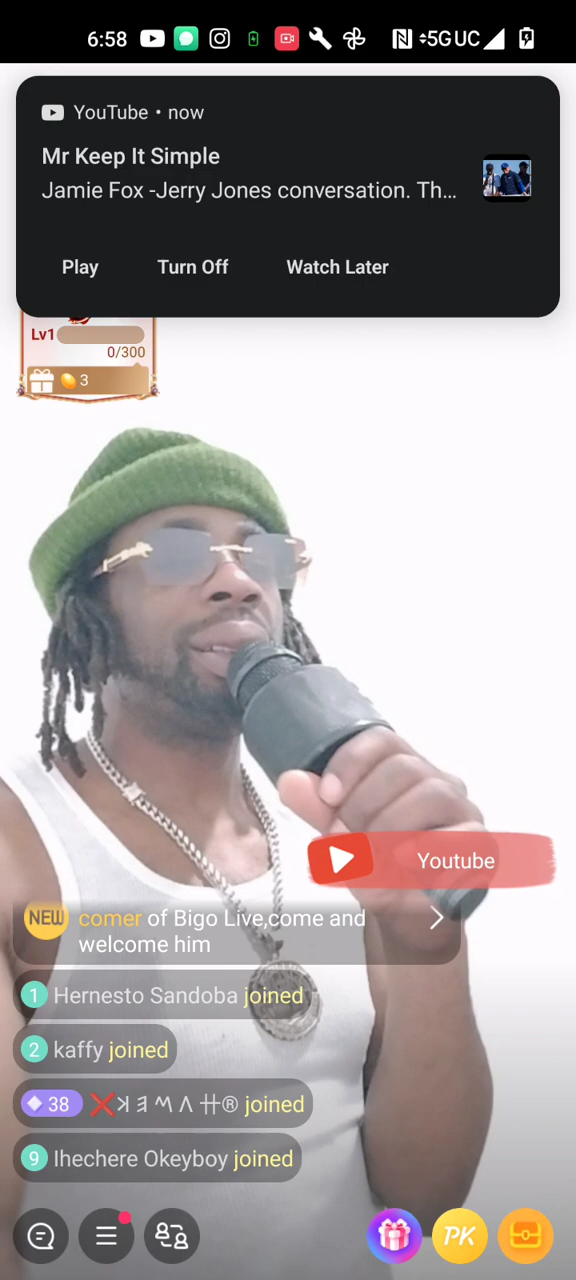 6:58
5G UC
YouTube • now
Mr Keep It Simple
Jamie Fox -Jerry Jones conversation. Th...
Play Turn Off Watch Later
Lv1
0/300
3
Youtube
NEW comer of Bigo Live,come and
welcome him
1 Hernesto Sandoba joined
2 kaffy joined
38 joined
9 Ihechere Okeyboy joined
PK